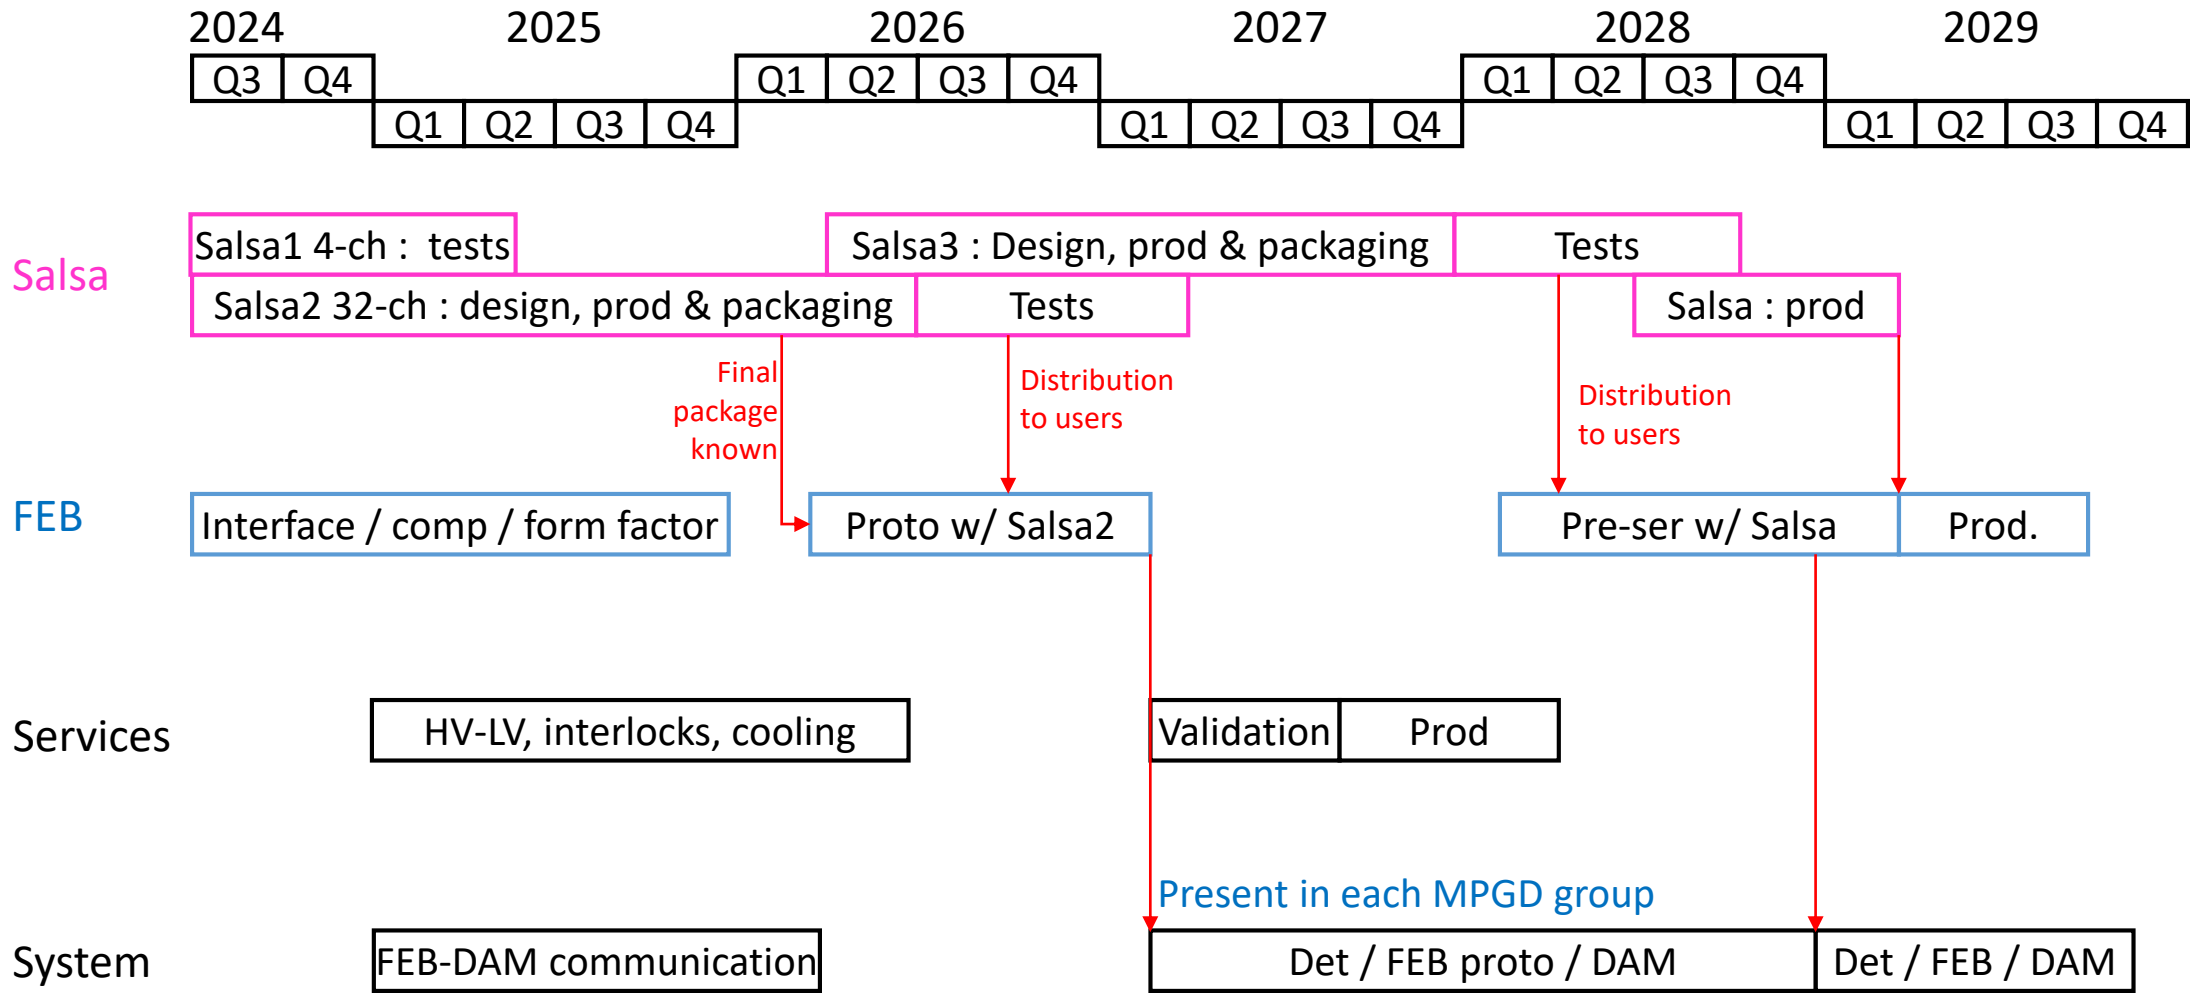 2024 2025 2026 2027 2028 2029
Q3 Q4 Q1 Q2 Q3 Q4 Q1 Q2 Q3 Q4
Q1 Q2 Q3 Q4 Q1 Q2 Q3 Q4 Q1 Q2 Q3 Q4
Salsa
Salsa1 4-ch : tests
Salsa3 : Design, prod & packaging
Tests
Salsa2 32-ch : design, prod & packaging
Tests
Salsa : prod
Final
package
known
Distribution
to users
Distribution
to users
FEB
Interface / comp / form factor
Proto w/ Salsa2
Pre-ser w/ Salsa
Prod.
Services
HV-LV, interlocks, cooling
Validation
Prod
Present in each MPGD group
System
FEB-DAM communication
Det / FEB proto / DAM
Det / FEB / DAM